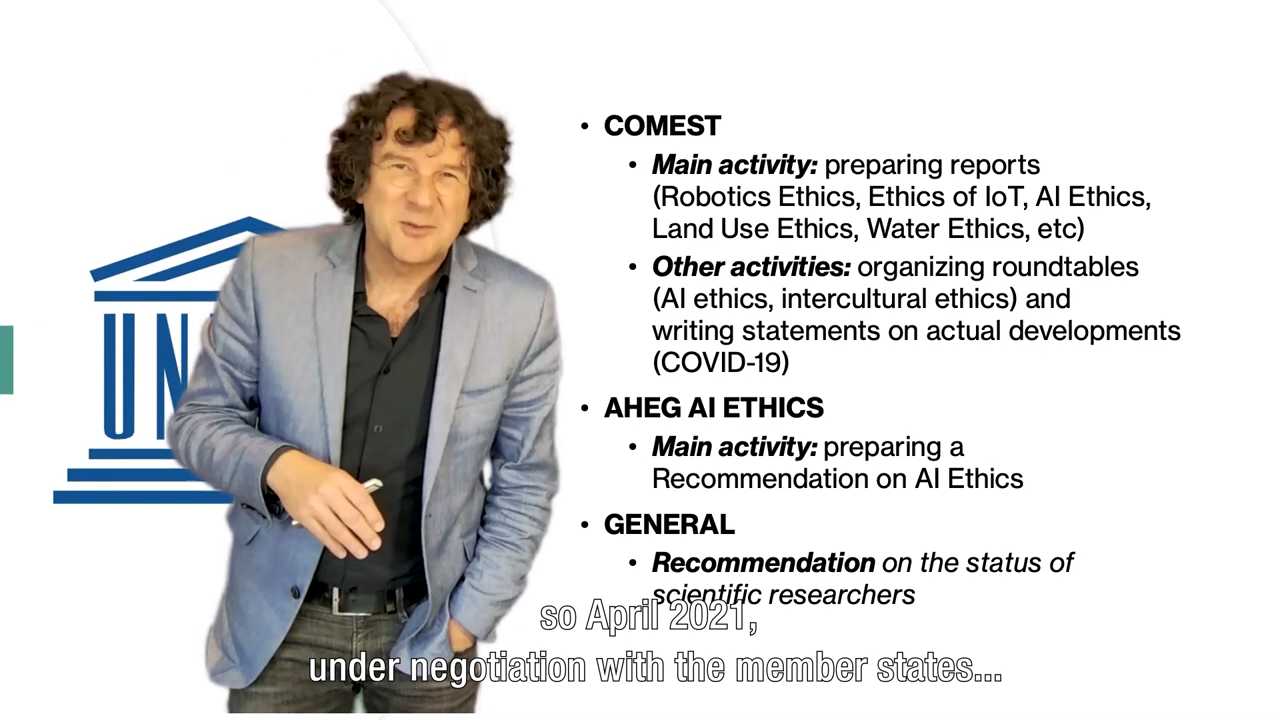 UN
• COMEST
• Main activity: preparing reports
(Robotics Ethics, Ethics of IoT, AI Ethics,
Land Use Ethics, Water Ethics, etc)
• Other activities: organizing roundtables
(AI ethics, intercultural ethics) and
writing statements on actual developments
(COVID-19)
• AHEG AI ETHICS
• Main activity: preparing a
Recommendation on AI Ethics
• GENERAL
• Recommendation on the status of
scientific researchers
so April 2021,
under negotiation with the member states...